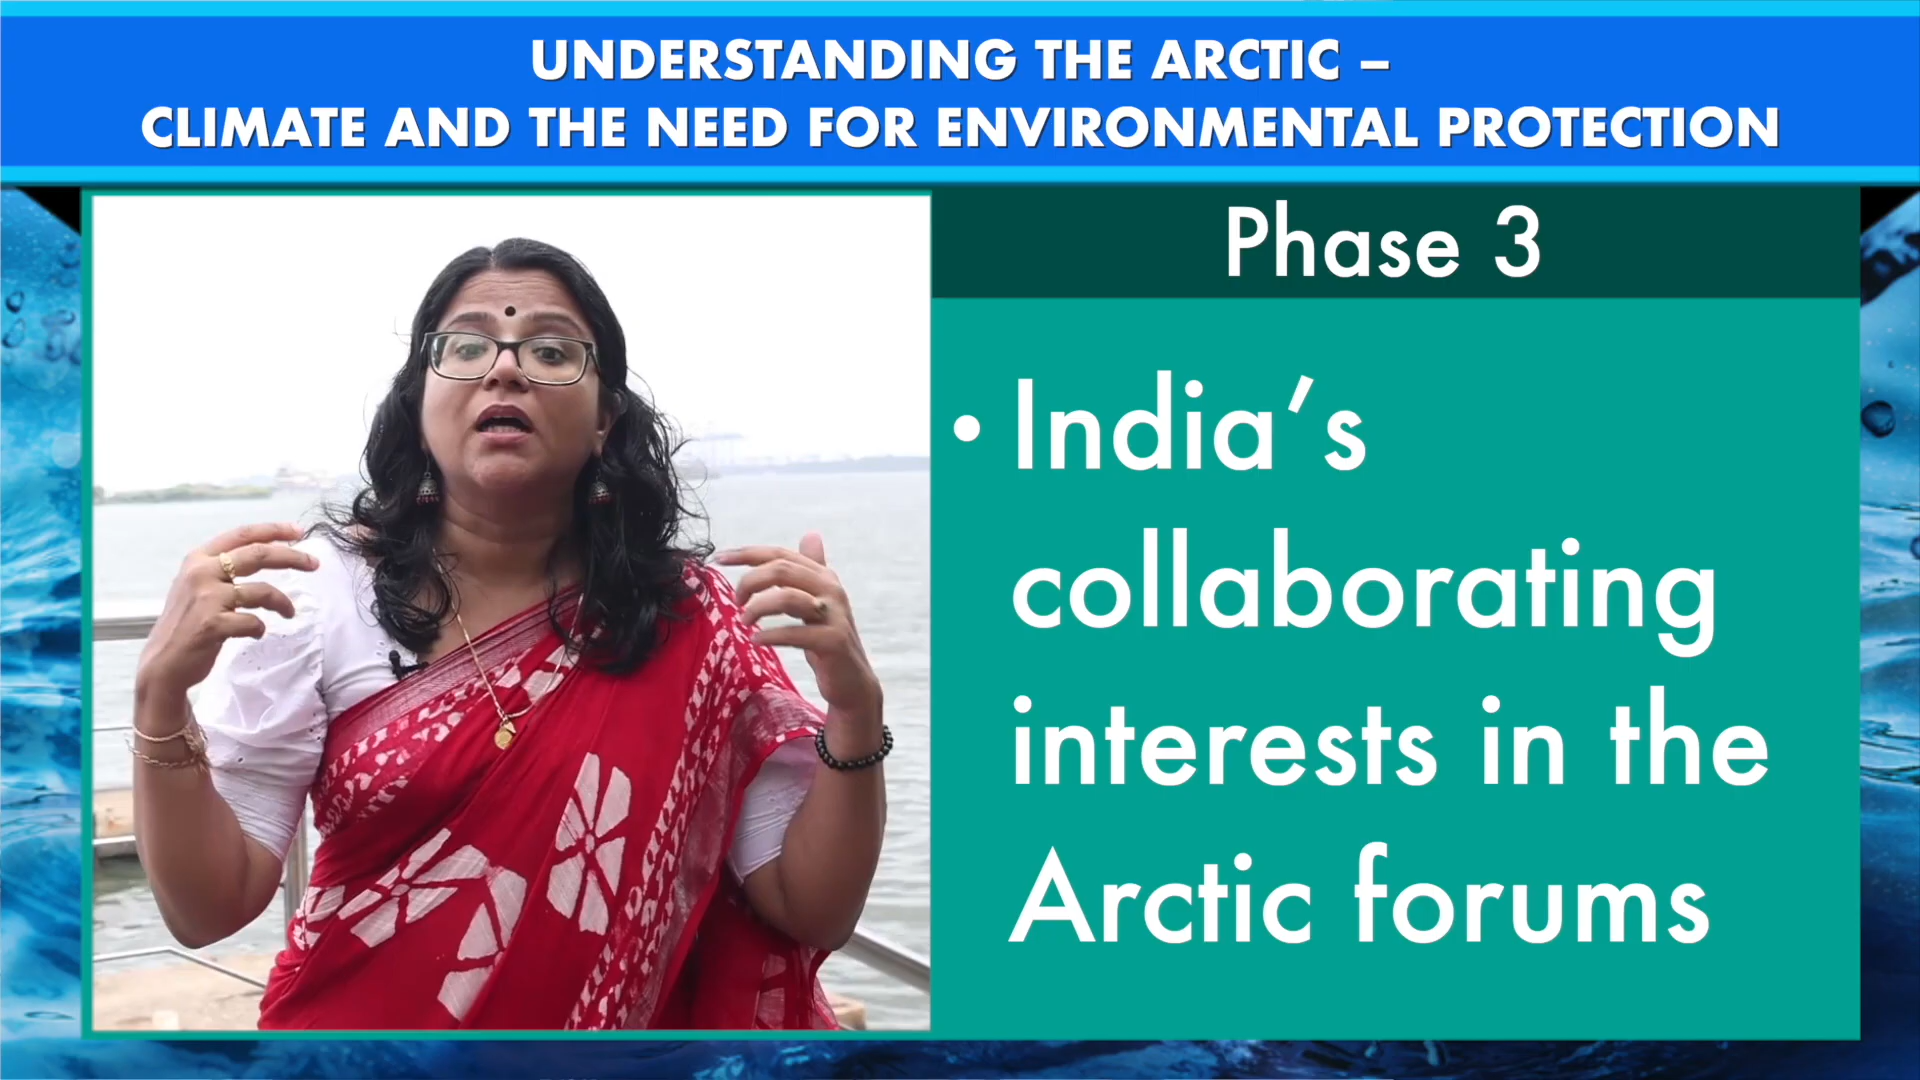 UNDERSTANDING THE ARCTIC –
CLIMATE AND THE NEED FOR ENVIRONMENTAL PROTECTION
Phase 3
• India’s
collaborating
interests in the
Arctic forums